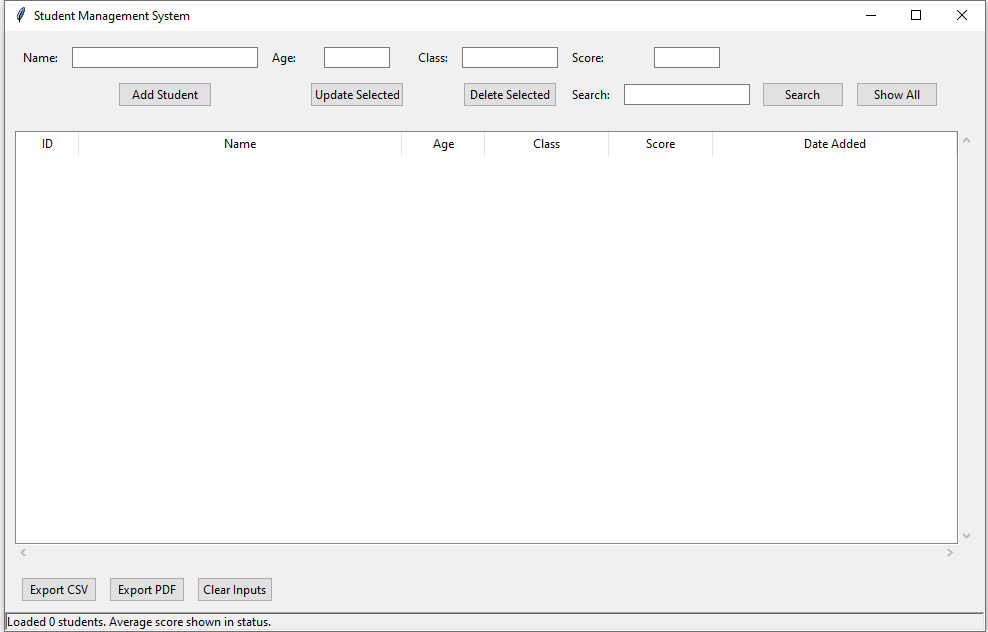 Student Management System
Name: Age: Class: Score:
Add Student Update Selected Delete Selected Search: Search Show All
ID Name Age Class Score Date Added
Export CSV Export PDF Clear Inputs
Loaded 0 students. Average score shown in status.